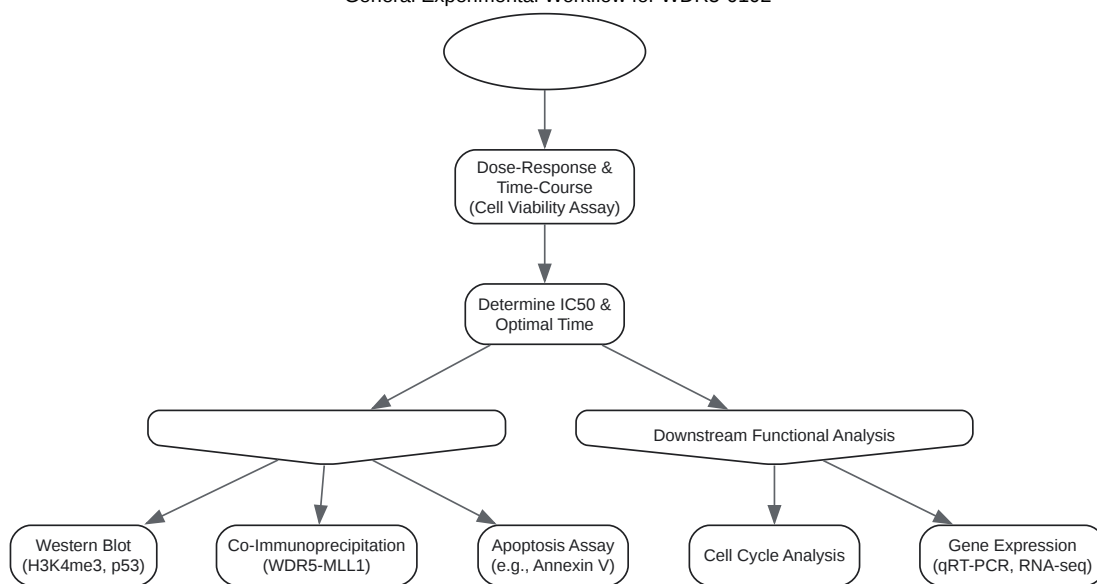 General Experimental Workflow for WDR5-0102
Dose-Response &
Time-Course
(Cell Viability Assay)
Determine IC50 &
Optimal Time
Downstream Functional Analysis
Western Blot
(H3K4me3, p53)
Co-Immunoprecipitation
(WDR5-MLL1)
Apoptosis Assay
(e.g., Annexin V)
Cell Cycle Analysis
Gene Expression
(qRT-PCR, RNA-seq)